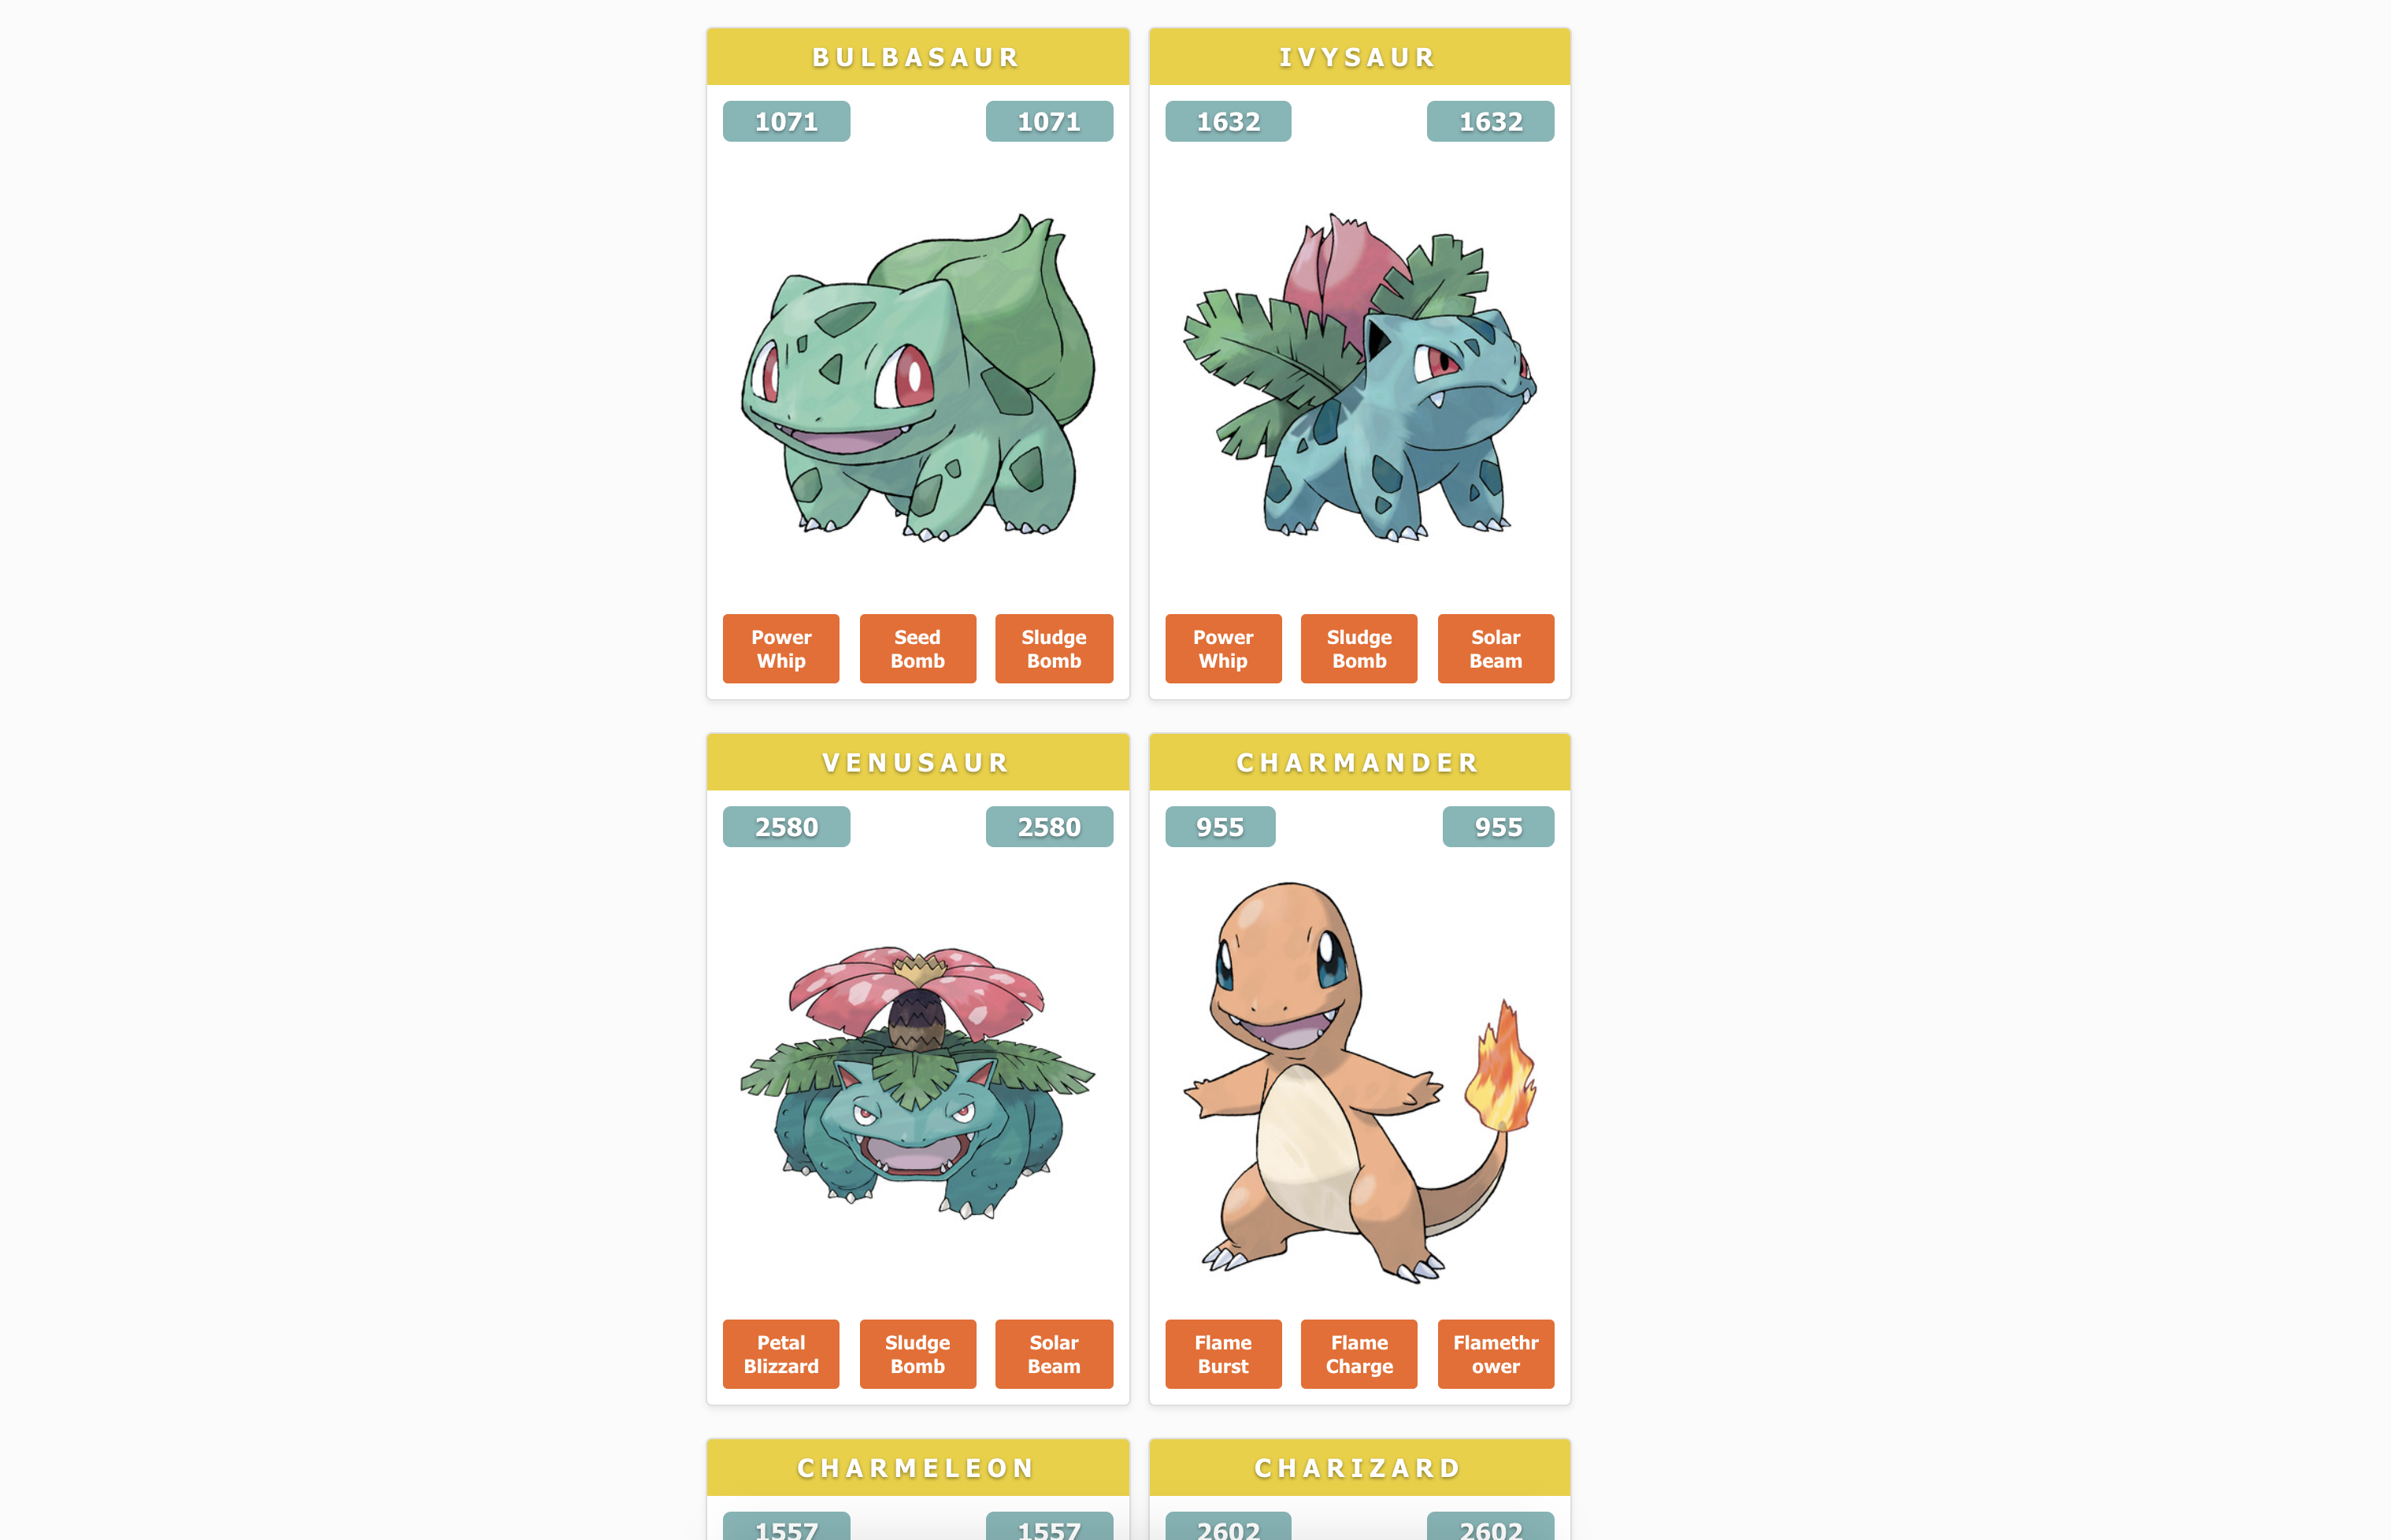 BULBASAUR
1071 1071
Power Whip
Seed Bomb
Sludge Bomb
IVYSAUR
1632 1632
Power Whip
Sludge Bomb
Solar Beam
VENUSAUR
2580 2580
Petal Blizzard
Sludge Bomb
Solar Beam
CHARMANDER
955 955
Flame Burst
Flame Charge
Flamethr
ower
CHARMELEON
1557 1557
CHARIZARD
2602 2602